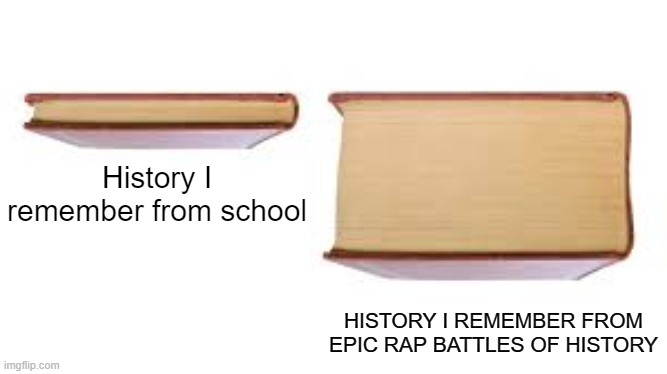 History I
remember from school
HISTORY I REMEMBER FROM
EPIC RAP BATTLES OF HISTORY
imgflip.com